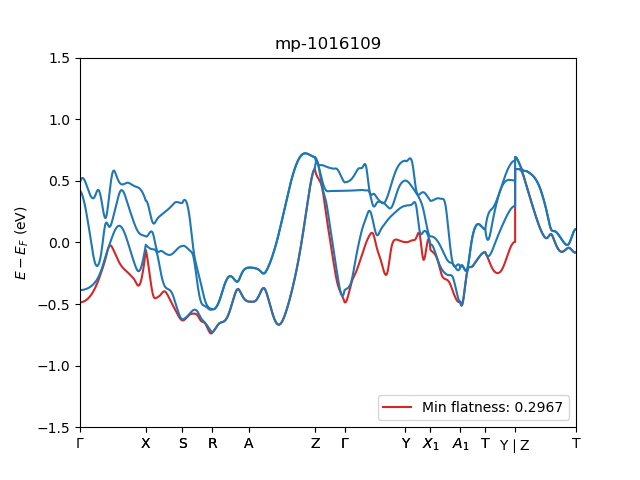 mp-1016109
E − E_F (eV)
1.5
1.0
0.5
0.0
−0.5
−1.0
−1.5
Min flatness: 0.2967
Γ X S R A Z Γ Y X₁ A₁ T Y | Z T